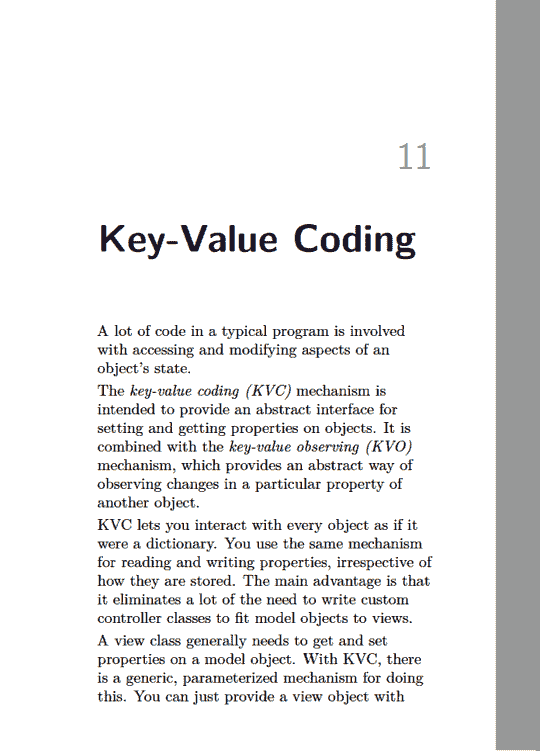 11
Key-Value Coding
A lot of code in a typical program is involved
with accessing and modifying aspects of an
object's state.
The key-value coding (KVC) mechanism is
intended to provide an abstract interface for
setting and getting properties on objects. It is
combined with the key-value observing (KVO)
mechanism, which provides an abstract way of
observing changes in a particular property of
another object.
KVC lets you interact with every object as if it
were a dictionary. You use the same mechanism
for reading and writing properties, irrespective of
how they are stored. The main advantage is that
it eliminates a lot of the need to write custom
controller classes to fit model objects to views.
A view class generally needs to get and set
properties on a model object. With KVC, there
is a generic, parameterized mechanism for doing
this. You can just provide a view object with